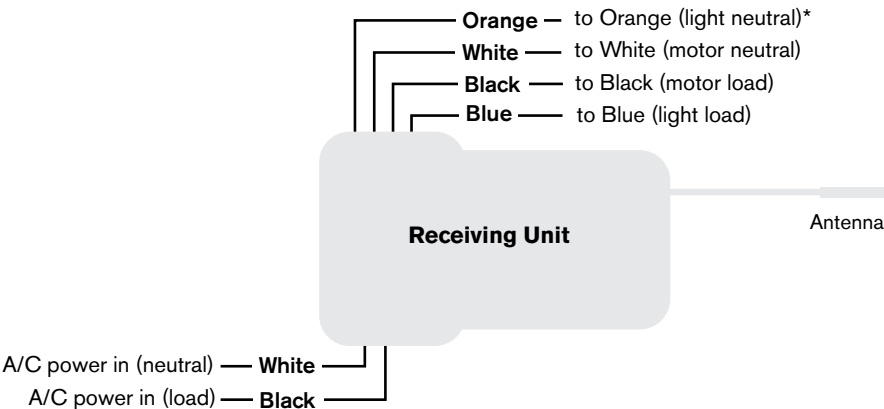 Orange to Orange (light neutral)*
White to White (motor neutral)
Black to Black (motor load)
Blue to Blue (light load)
Receiving Unit
Antenna
A/C power in (neutral) White
A/C power in (load) Black